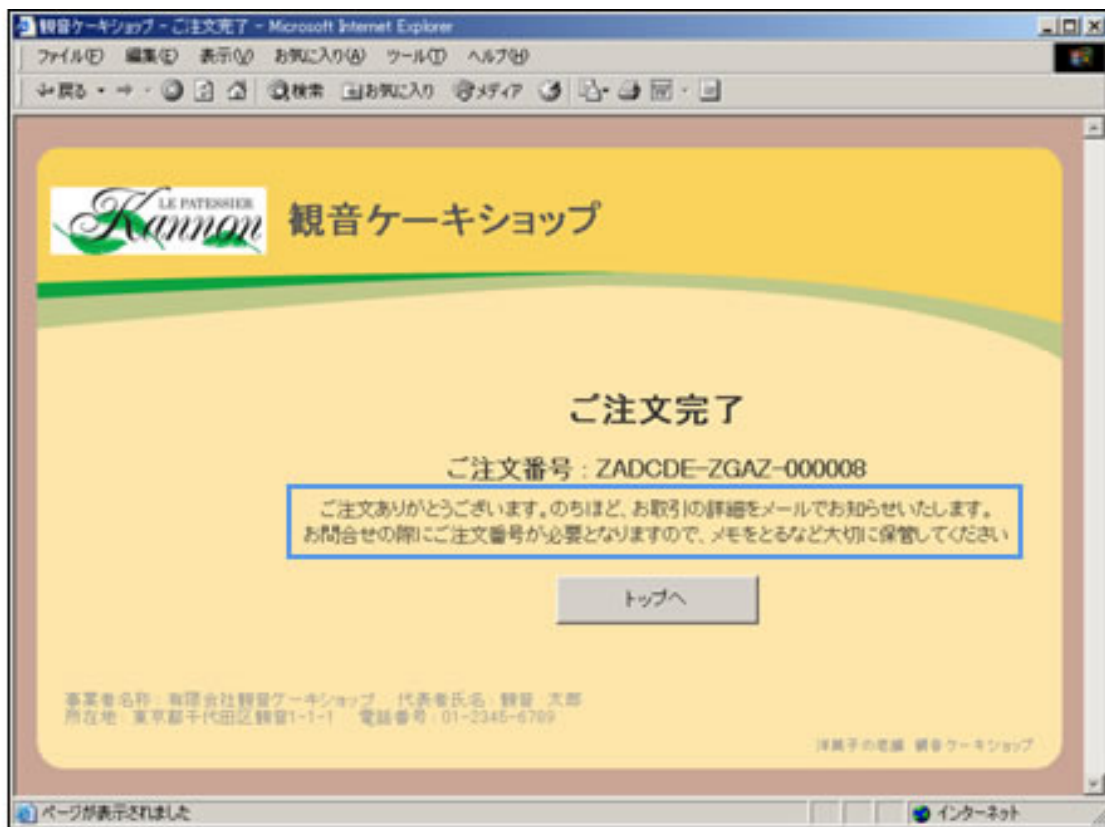 観音ケーキショップ - ご注文完了 - Microsoft Internet Explorer
ファイル(F) 編集(E) 表示(V) お気に入り(A) ツール(T) ヘルプ(H)
戻る 検索 お気に入り メディア
LE PATESSIER
Kannon
観音ケーキショップ
ご注文完了
ご注文番号 : ZADCDE-ZGAZ-000008
ご注文ありがとうございます。のちほど、お取引の詳細をメールでお知らせいたします。
お問合せの際にご注文番号が必要となりますので、メモをとるなど大切に保管してください
トップへ
事業者名称 : 有限会社観音ケーキショップ 代表者氏名 : 観音 太郎
所在地 : 東京都千代田区観音1-1-1 電話番号 : 01-2345-6789
洋菓子の老舗 観音ケーキショップ
ページが表示されました
インターネット